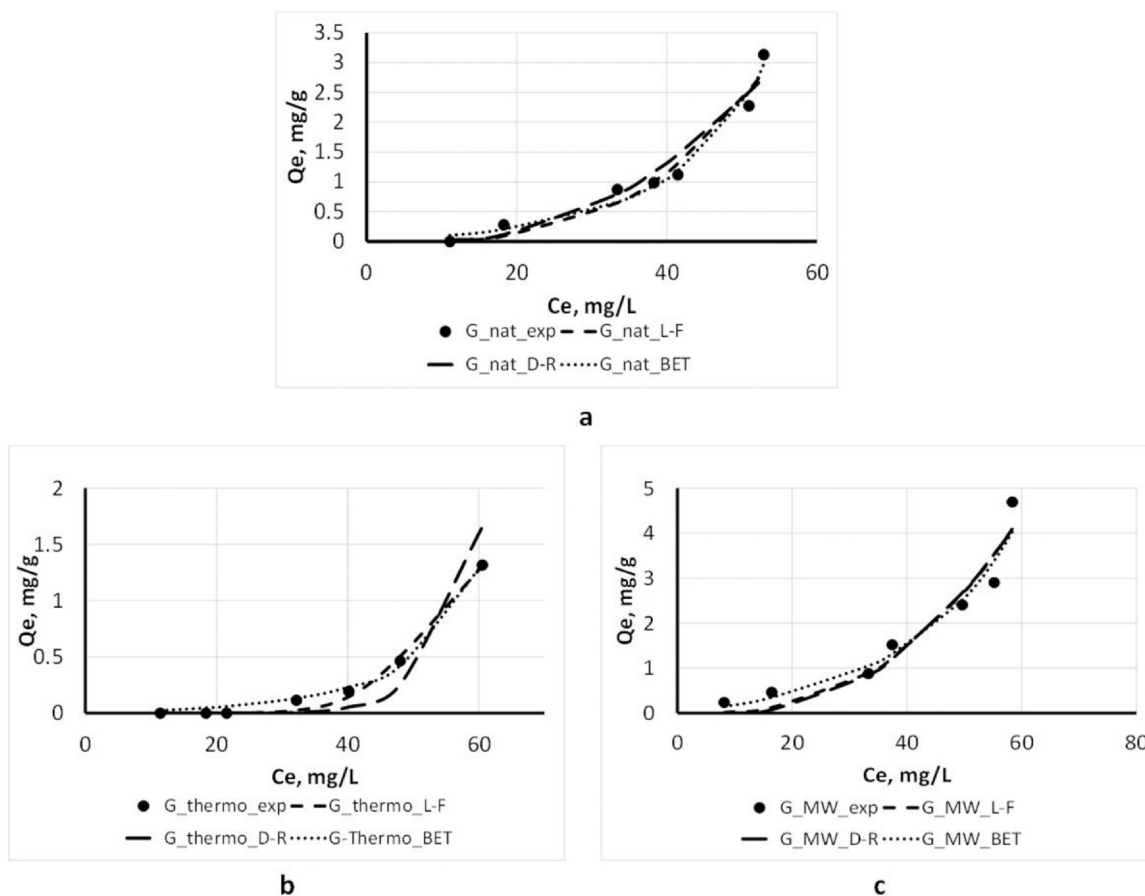 3.5
3
2.5
2
1.5
1
0.5
0
Qe, mg/g
0 20 40 60
Ce, mg/L
G_nat_exp G_nat_L-F
G_nat_D-R G_nat_BET
a
2
1.5
1
0.5
0
Qe, mg/g
0 20 40 60
Ce, mg/L
G_thermo_exp G_thermo_L-F
G_thermo_D-R G-Thermo_BET
b
5
4
3
2
1
0
Qe, mg/g
0 20 40 60 80
Ce, mg/L
G_MW_exp G_MW_L-F
G_MW_D-R G_MW_BET
c